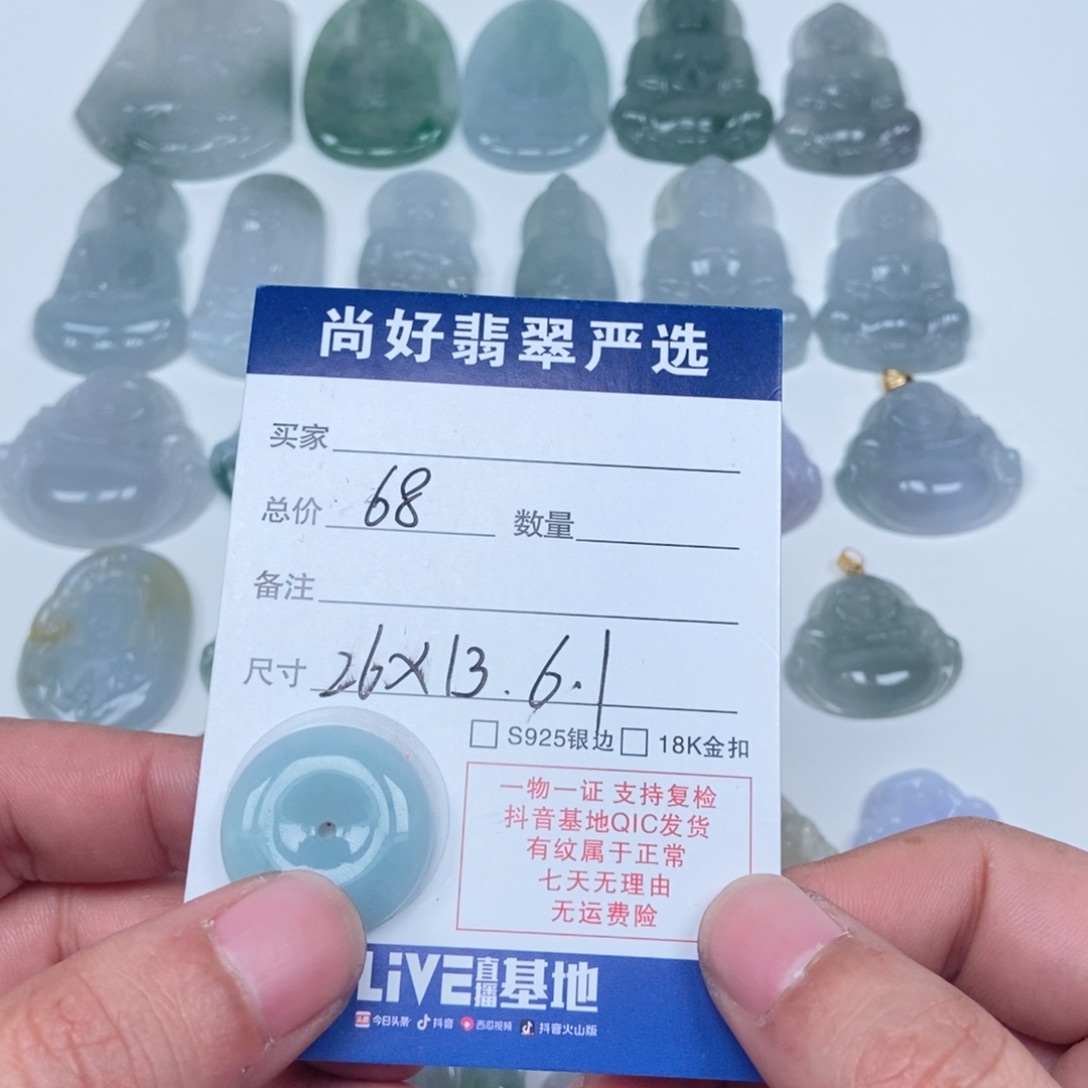 尚好翡翠严选
买家
总价 68 数量
备注
尺寸 26×13.6.1
S925银边 18K金扣
一物一证 支持复检
抖音基地QIC发货
有纹属于正常
七天无理由
无运费险
LiVE直播基地
今日头条 抖音 西瓜视频 抖音火山版